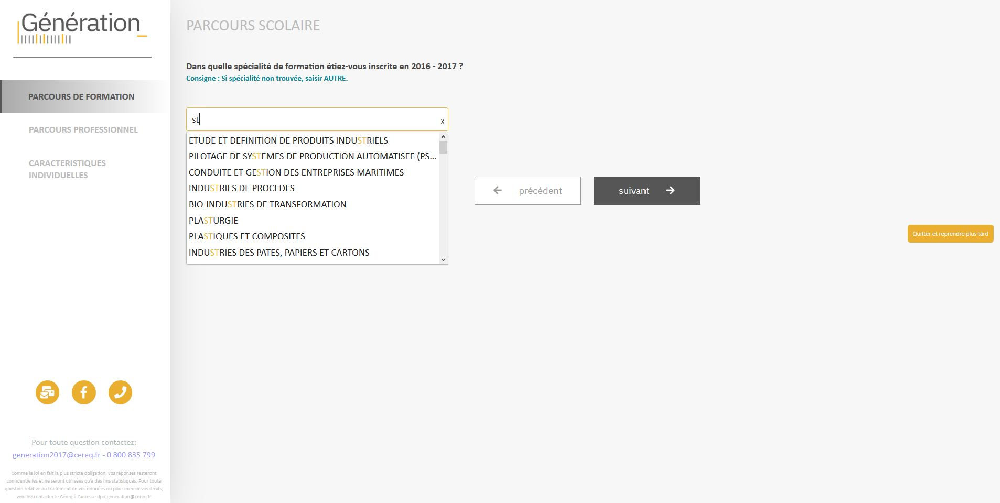 Génération_
PARCOURS DE FORMATION
PARCOURS PROFESSIONNEL
CARACTERISTIQUES
INDIVIDUELLES
Pour toute question contactez:
generation2017@cereq.fr - 0 800 835 799
Comme la loi en fait la plus stricte obligation, vos réponses resteront
confidentielles et ne seront utilisées qu'à des fins statistiques. Pour toute
question relative au traitement de vos données ou pour exercer vos droits,
veuillez contacter le Céreq à l'adresse dpo-generation@cereq.fr
PARCOURS SCOLAIRE
Dans quelle spécialité de formation étiez-vous inscrite en 2016 - 2017 ?
Consigne : Si spécialité non trouvée, saisir AUTRE.
st x
ETUDE ET DEFINITION DE PRODUITS INDUSTRIELS
PILOTAGE DE SYSTEMES DE PRODUCTION AUTOMATISEE (PS...
CONDUITE ET GESTION DES ENTREPRISES MARITIMES
INDUSTRIES DE PROCEDES
BIO-INDUSTRIES DE TRANSFORMATION
PLASTURGIE
PLASTIQUES ET COMPOSITES
INDUSTRIES DES PATES, PAPIERS ET CARTONS
← précédent
suivant →
Quitter et reprendre plus tard